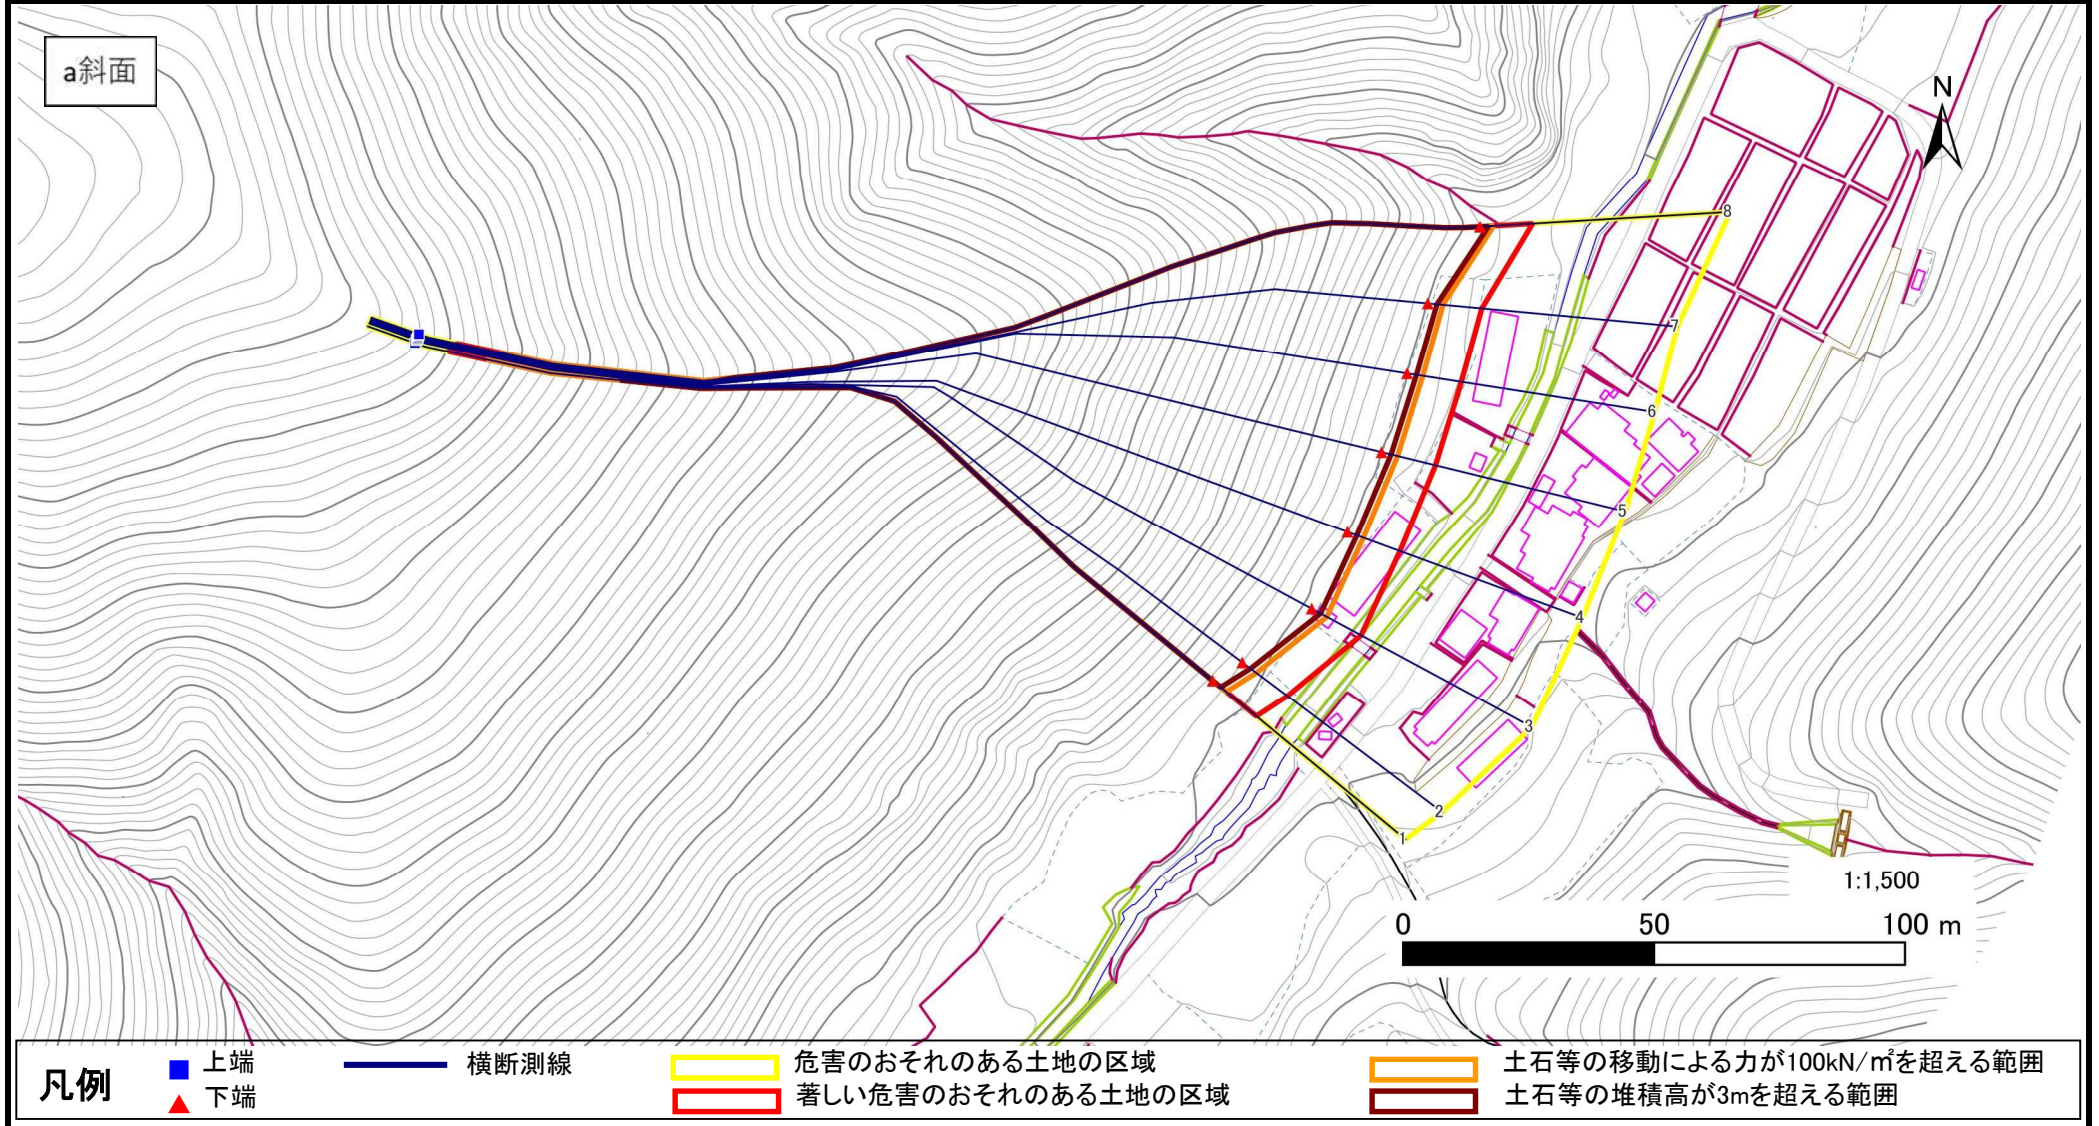 a斜面
N
8
7
6
5
4
3
2
1
1:1,500
0 50 100 m
凡例
上端
下端
横断測線
危害のおそれのある土地の区域
著しい危害のおそれのある土地の区域
土石等の移動による力が100kN/㎡を超える範囲
土石等の堆積高が3mを超える範囲